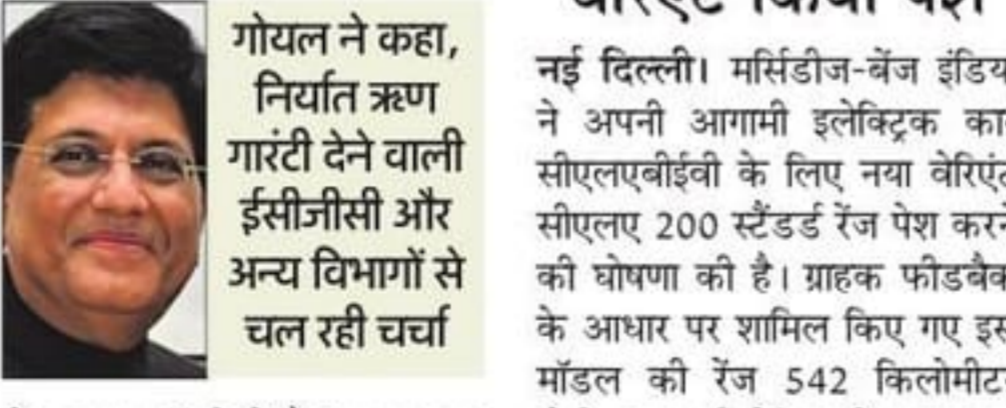 गोयल ने कहा,
निर्यात ऋण
गारंटी देने वाली
ईसीजीसी और
अन्य विभागों से
चल रही चर्चा
नई दिल्ली। मर्सिडीज-बेंज
ने अपनी आगामी इलेक्ट्रिक
सीएलएबीईवी के लिए नया
सीएलए 200 स्टैंडर्ड रेंज पेश
की घोषणा की है। ग्राहक
के आधार पर शामिल किए गए
मॉडल की रेंज 542